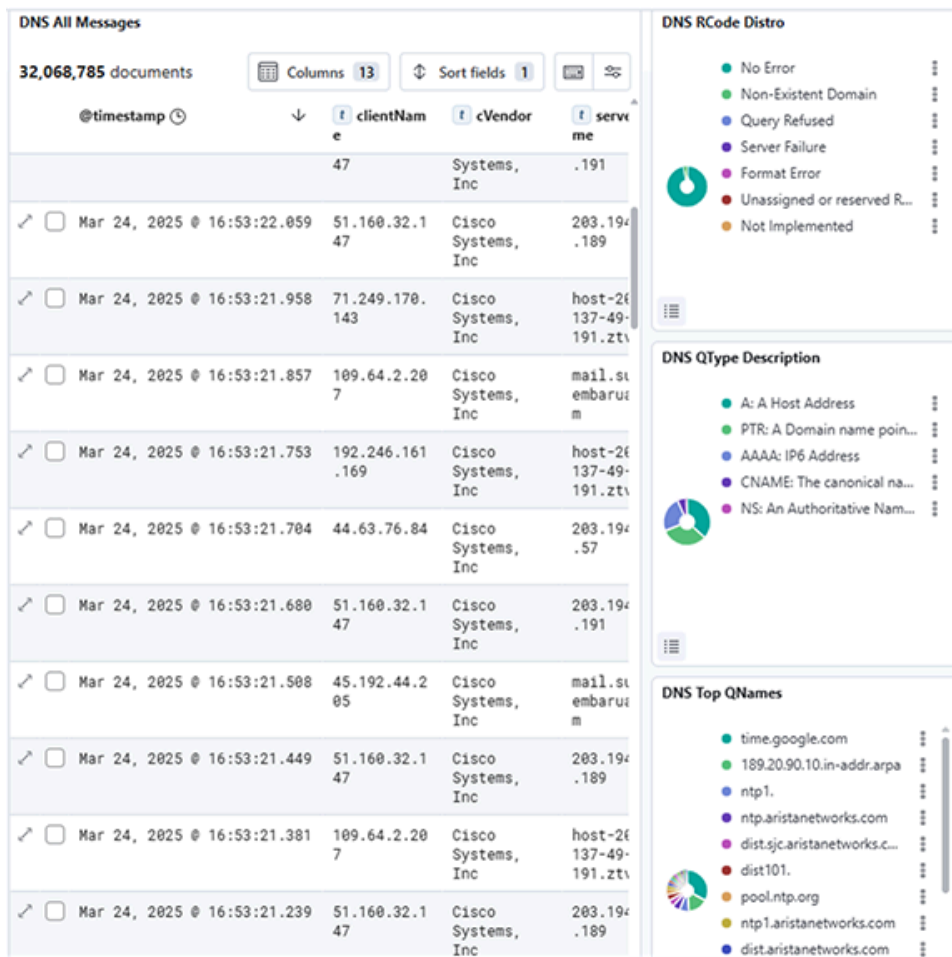 DNS All Messages
32,068,785 documents
Columns 13
Sort fields 1
@timestamp
t clientNam
e
t cVendor
t serve
me
47
Systems,
Inc
.191
Mar 24, 2025 @ 16:53:22.059
51.160.32.1
47
Cisco
Systems,
Inc
203.194
.189
Mar 24, 2025 @ 16:53:21.958
71.249.170.
143
Cisco
Systems,
Inc
host-20
137-49-
191.ztv
Mar 24, 2025 @ 16:53:21.857
109.64.2.20
7
Cisco
Systems,
Inc
mail.su
embarua
m
Mar 24, 2025 @ 16:53:21.753
192.246.161
.169
Cisco
Systems,
Inc
host-20
137-49-
191.ztv
Mar 24, 2025 @ 16:53:21.704
44.63.76.84
Cisco
Systems,
Inc
203.194
.57
Mar 24, 2025 @ 16:53:21.680
51.160.32.1
47
Cisco
Systems,
Inc
203.194
.191
Mar 24, 2025 @ 16:53:21.508
45.192.44.2
05
Cisco
Systems,
Inc
mail.su
embarua
m
Mar 24, 2025 @ 16:53:21.449
51.160.32.1
47
Cisco
Systems,
Inc
203.194
.189
Mar 24, 2025 @ 16:53:21.381
109.64.2.20
7
Cisco
Systems,
Inc
host-20
137-49-
191.ztv
Mar 24, 2025 @ 16:53:21.239
51.160.32.1
47
Cisco
Systems,
Inc
203.194
.189
DNS RCode Distro
No Error
Non-Existent Domain
Query Refused
Server Failure
Format Error
Unassigned or reserved R...
Not Implemented
DNS QType Description
A: A Host Address
PTR: A Domain name poin...
AAAA: IP6 Address
CNAME: The canonical na...
NS: An Authoritative Nam...
DNS Top QNames
time.google.com
189.20.90.10.in-addr.arpa
ntp1.
ntp.aristanetworks.com
dist.sjc.aristanetworks.c...
dist101.
pool.ntp.org
ntp1.aristanetworks.com
dist.aristanetworks.com